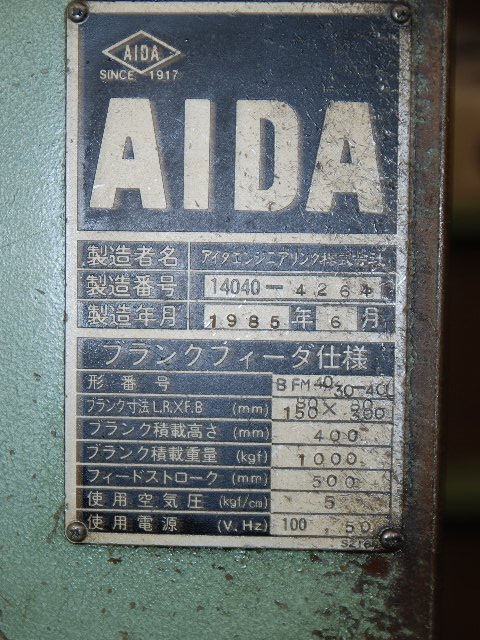 AIDA
SINCE 1917
AIDA
製造者名 アイダエンジニアリング株式会社
製造番号 14040-4264
製造年月 1985年6月
ブランクフィーダ仕様
形番号 BFM40-30-40L
ブランク寸法L.R.×F.B (mm) 150×
ブランク積載高さ (mm) 400
ブランク積載重量 (kgf) 1000
フィードストローク (mm) 500
使用空気圧 (kgf/cm) 5
使用電源 (V.Hz) 100 50